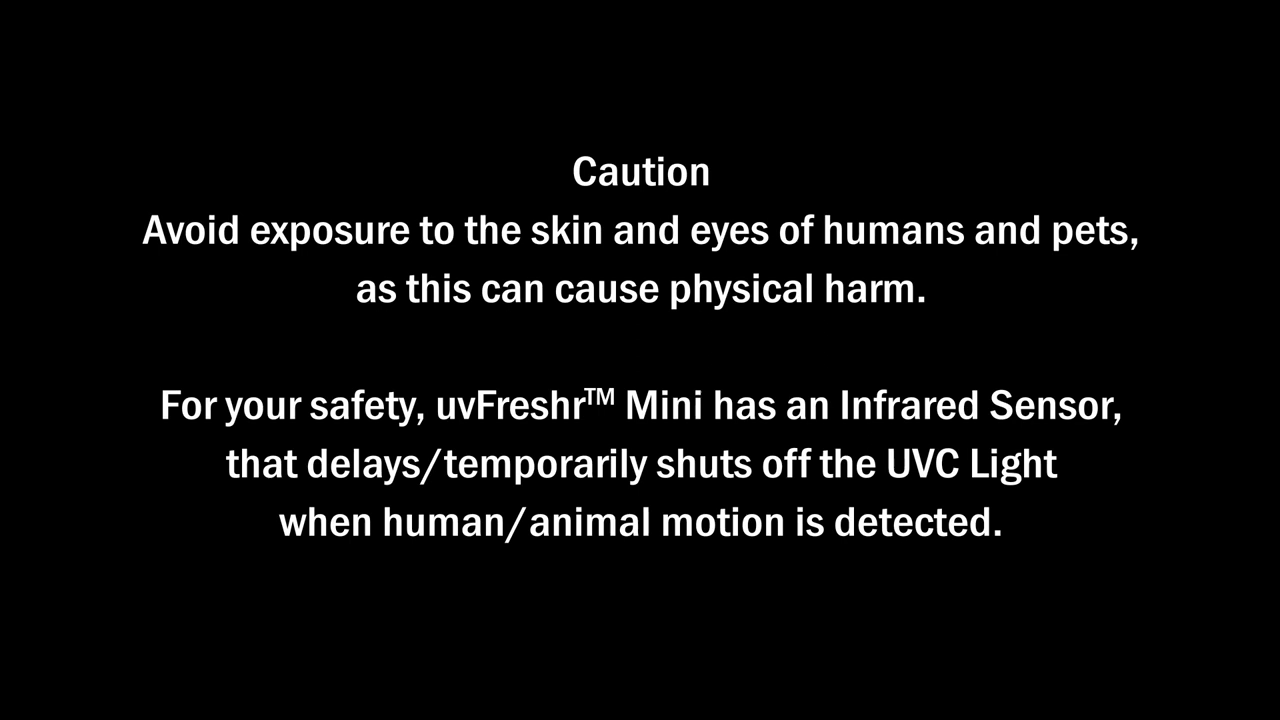 Caution
Avoid exposure to the skin and eyes of humans and pets,
as this can cause physical harm.
For your safety, uvFreshr™ Mini has an Infrared Sensor,
that delays/temporarily shuts off the UVC Light
when human/animal motion is detected.